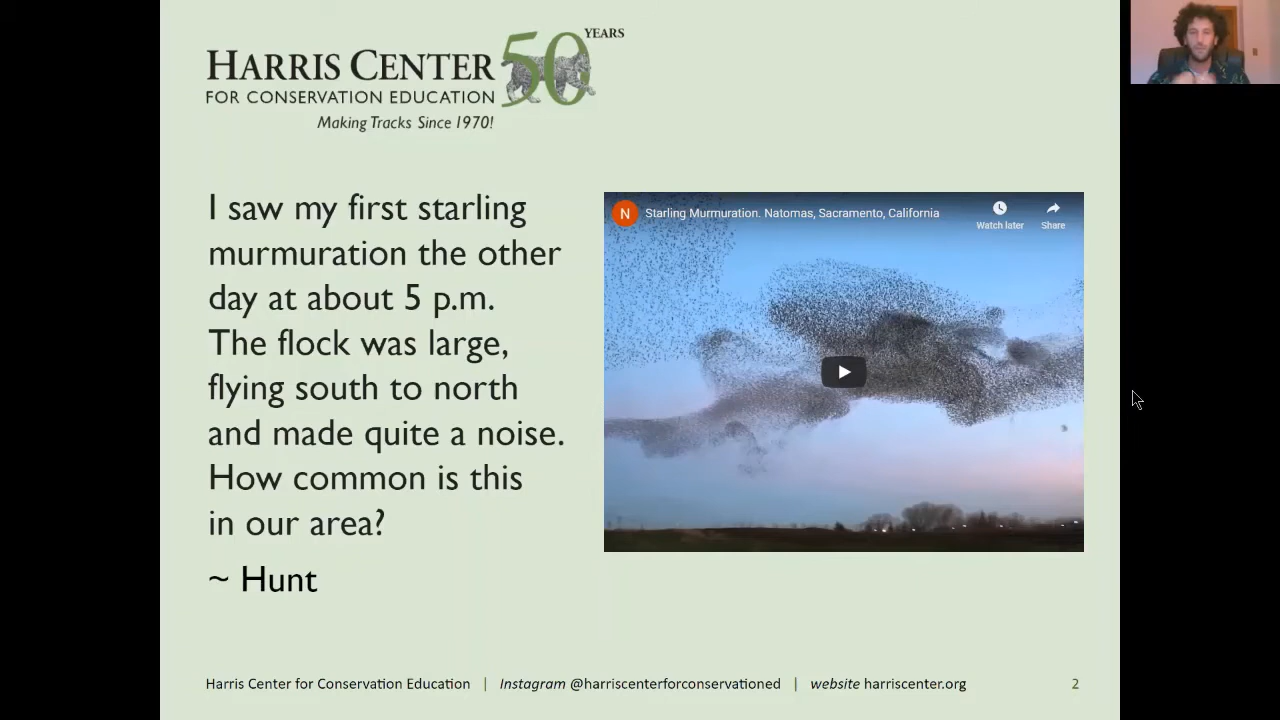 HARRIS CENTER 50 YEARS
FOR CONSERVATION EDUCATION
Making Tracks Since 1970!
I saw my first starling
murmuration the other
day at about 5 p.m.
The flock was large,
flying south to north
and made quite a noise.
How common is this
in our area?
~ Hunt
N Starling Murmuration. Natomas, Sacramento, California
Watch later Share
Harris Center for Conservation Education | Instagram @harriscenterforconservationed | website harriscenter.org 2